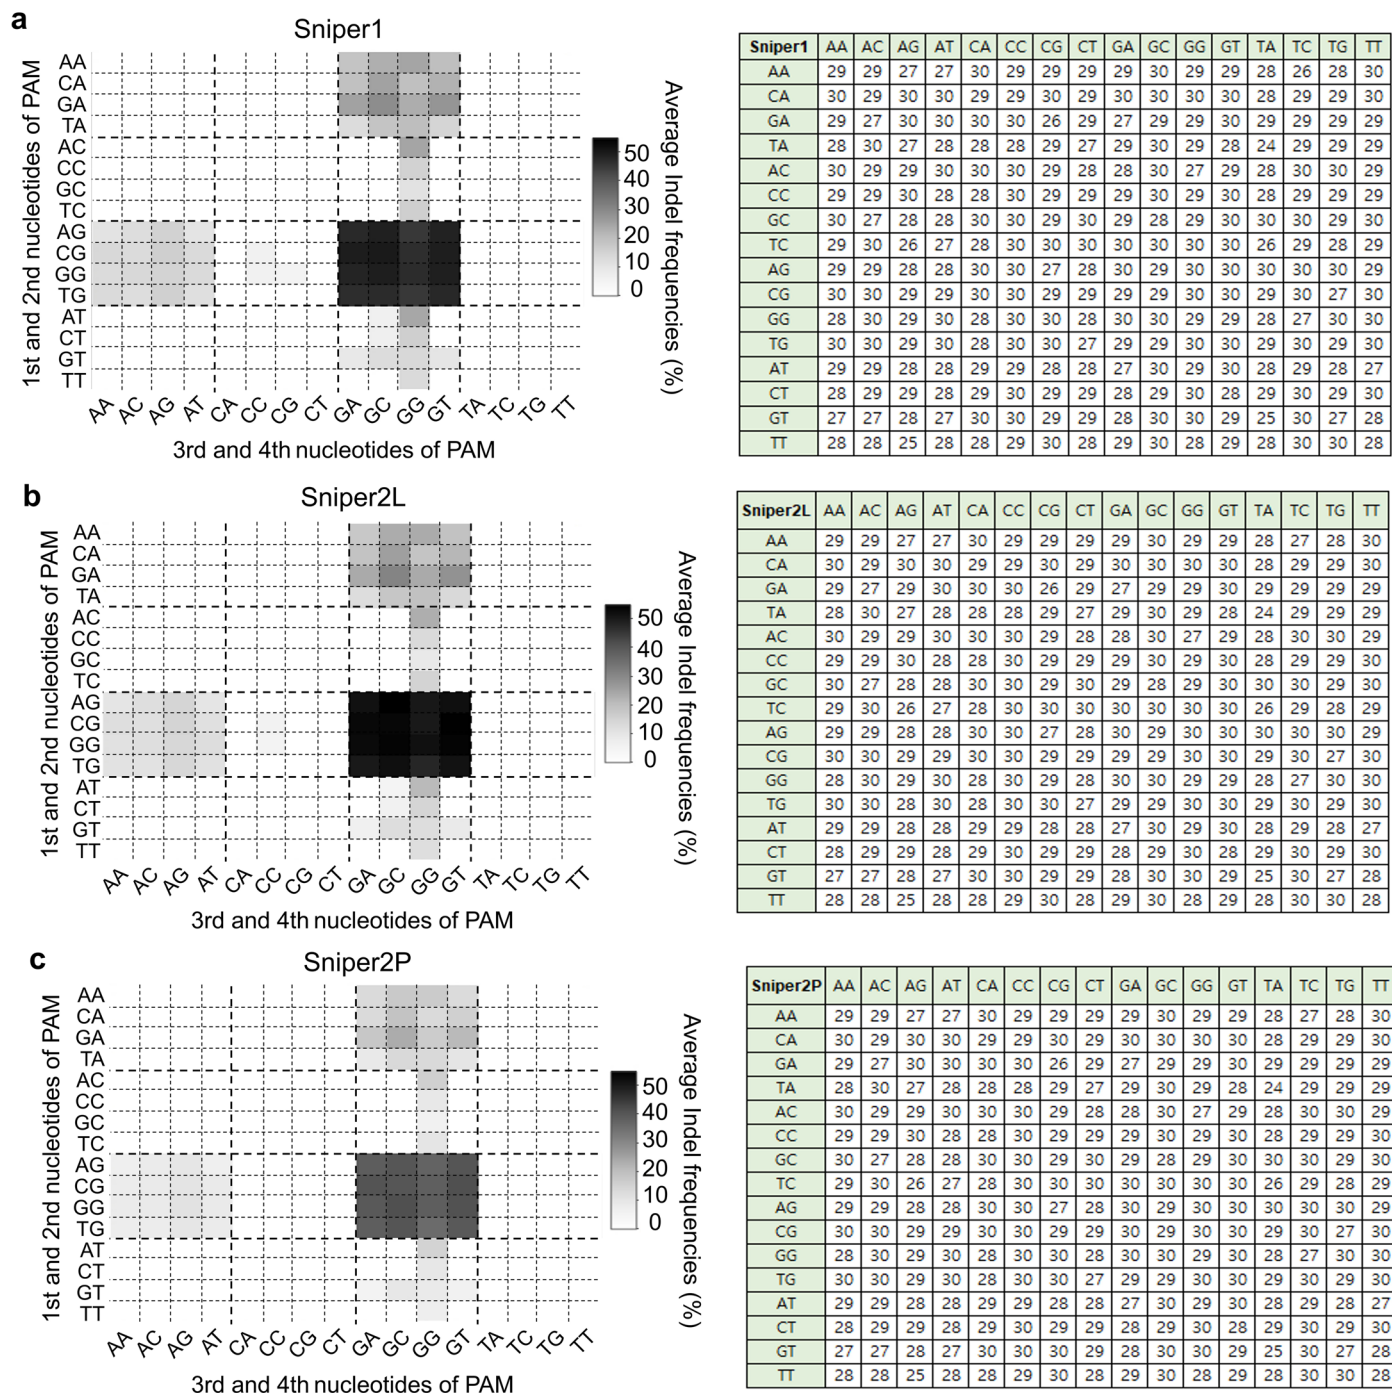 a
Sniper1
1st and 2nd nucleotides of PAM
AA
CA
GA
TA
AC
CC
GC
TC
AG
CG
GG
TG
AT
CT
GT
TT
AA AC AG AT CA CC CG CT GA GC GG GT TA TC TG TT
3rd and 4th nucleotides of PAM
50
40
30
20
10
0
Average Indel frequencies (%)
Sniper1 AA AC AG AT CA CC CG CT GA GC GG GT TA TC TG TT
AA 29 29 27 27 30 29 29 29 29 30 29 29 28 26 28 30
CA 30 29 30 30 29 29 30 29 30 30 30 30 28 29 29 30
GA 29 27 30 30 30 30 26 29 27 29 29 30 29 29 29 29
TA 28 30 27 28 28 28 29 27 29 30 29 28 24 29 29 29
AC 30 29 29 30 30 30 29 28 28 30 27 29 28 30 30 29
CC 29 29 30 28 28 30 29 29 29 30 29 30 28 29 29 29
GC 30 27 28 28 30 30 29 30 29 28 29 30 30 30 29 30
TC 29 30 26 27 28 30 30 30 30 30 30 30 26 29 28 29
AG 29 29 28 28 30 30 27 28 30 29 30 30 30 30 30 29
CG 30 30 29 29 30 29 29 29 29 29 30 30 29 30 27 30
GG 28 30 29 30 28 30 30 28 30 30 29 29 28 27 30 30
TG 30 30 29 30 28 30 30 27 29 29 30 30 29 30 29 30
AT 29 29 28 28 29 29 28 28 27 30 29 30 28 29 28 27
CT 28 29 29 28 29 30 29 29 28 29 30 28 29 30 29 30
GT 27 27 28 27 30 30 29 29 28 30 30 29 25 30 27 28
TT 28 28 25 28 28 29 30 28 29 30 28 29 28 30 30 28
b
Sniper2L
1st and 2nd nucleotides of PAM
AA
CA
GA
TA
AC
CC
GC
TC
AG
CG
GG
TG
AT
CT
GT
TT
AA AC AG AT CA CC CG CT GA GC GG GT TA TC TG TT
3rd and 4th nucleotides of PAM
50
40
30
20
10
0
Average Indel frequencies (%)
Sniper2L AA AC AG AT CA CC CG CT GA GC GG GT TA TC TG TT
AA 29 29 27 27 30 29 29 29 29 30 29 29 28 27 28 30
CA 30 29 30 30 30 29 29 30 29 30 30 30 28 29 29 30
GA 29 27 29 30 30 30 26 29 27 29 29 30 29 29 29 29
TA 28 30 27 28 28 28 29 27 29 30 29 28 24 29 29 29
AC 30 29 29 30 30 30 29 28 28 30 27 29 28 30 30 29
CC 29 29 30 28 28 30 29 29 29 30 29 30 28 29 29 30
GC 30 27 28 28 30 30 29 30 29 28 29 30 30 30 29 30
TC 29 30 26 27 28 30 30 30 30 30 30 30 26 29 28 29
AG 29 29 28 28 30 30 27 28 30 29 30 30 30 30 30 29
CG 30 30 29 29 30 30 29 29 29 29 30 30 29 30 27 30
GG 28 30 29 30 28 30 29 28 30 30 29 29 28 27 30 30
TG 30 30 28 30 28 30 30 27 29 29 30 30 29 30 29 30
AT 29 29 28 28 29 29 28 28 27 30 29 30 28 29 28 27
CT 28 29 29 28 29 30 29 29 28 29 30 28 29 30 29 30
GT 27 27 28 27 30 30 29 29 28 30 30 29 25 30 27 28
TT 28 28 25 28 28 29 30 28 29 30 28 29 28 30 30 28
c
Sniper2P
1st and 2nd nucleotides of PAM
AA
CA
GA
TA
AC
CC
GC
TC
AG
CG
GG
TG
AT
CT
GT
TT
AA AC AG AT CA CC CG CT GA GC GG GT TA TC TG TT
3rd and 4th nucleotides of PAM
50
40
30
20
10
0
Average Indel frequencies (%)
Sniper2P AA AC AG AT CA CC CG CT GA GC GG GT TA TC TG TT
AA 29 29 27 27 30 29 29 29 29 30 29 29 28 27 28 30
CA 30 29 30 30 29 29 30 29 30 30 30 30 28 29 29 30
GA 29 27 30 30 30 30 26 29 27 29 29 30 29 29 29 29
TA 28 30 27 28 28 28 29 27 29 30 29 28 24 29 29 29
AC 30 29 29 30 30 30 29 28 28 30 27 29 28 30 30 29
CC 29 29 30 28 28 30 29 29 29 30 29 30 28 29 29 30
GC 30 27 28 28 30 30 29 30 29 28 29 30 30 30 29 30
TC 29 30 26 27 28 30 30 30 30 30 30 30 26 29 28 29
AG 29 29 28 28 30 30 27 28 30 29 30 30 30 30 30 29
CG 30 30 29 29 30 30 29 30 29 29 30 30 29 30 27 30
GG 28 30 29 30 28 30 30 28 30 30 29 30 28 27 30 30
TG 30 30 29 30 28 30 30 27 29 29 30 30 29 30 29 30
AT 29 29 28 28 29 29 28 28 27 30 29 30 28 29 28 27
CT 28 29 29 28 29 30 29 29 28 29 30 28 29 30 29 30
GT 27 27 28 27 30 30 30 29 28 30 30 29 25 30 27 28
TT 28 28 25 28 28 29 30 28 29 30 28 29 28 30 30 28